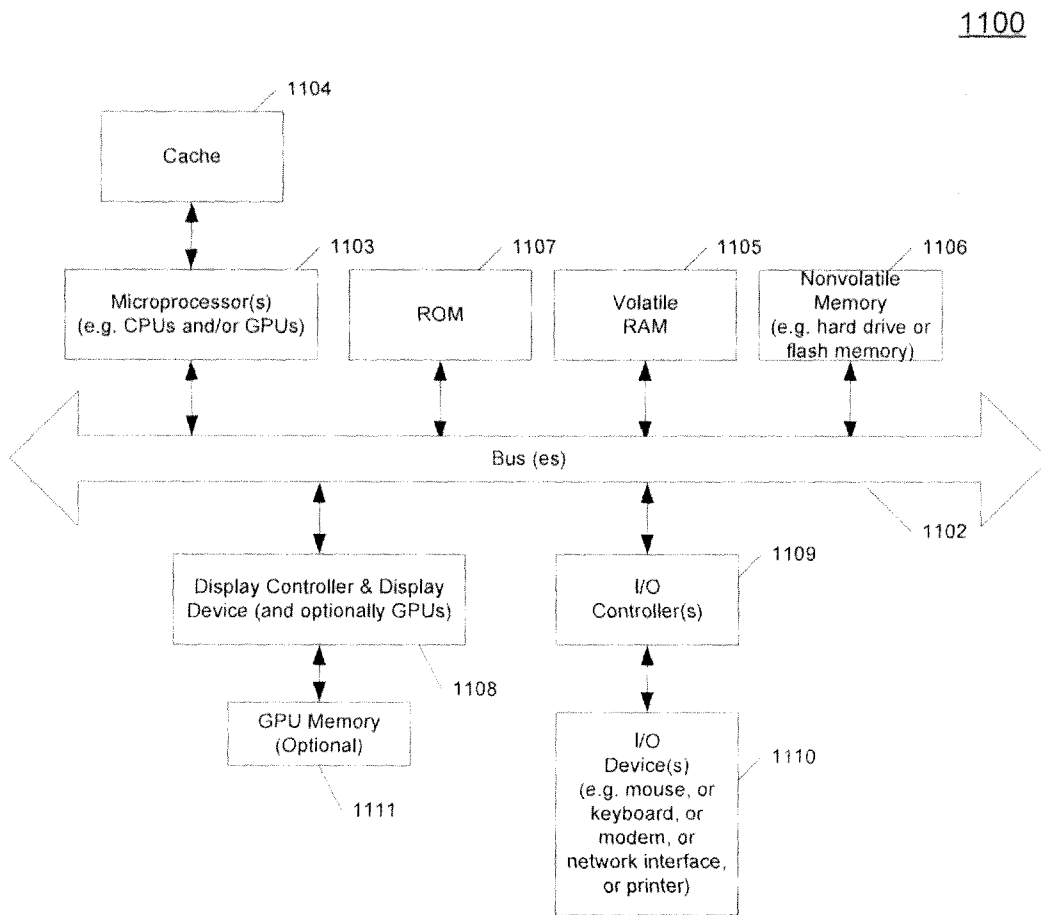 1100
1104
Cache
1103
1107
1105
1106
Microprocessor(s)
(e.g. CPUs and/or GPUs)
ROM
Volatile
RAM
Nonvolatile
Memory
(e.g. hard drive or
flash memory)
Bus (es)
1102
Display Controller & Display
Device (and optionally GPUs)
1108
I/O
Controller(s)
1109
GPU Memory
(Optional)
1111
I/O
Device(s)
(e.g. mouse, or
keyboard, or
modem, or
network interface,
or printer)
1110